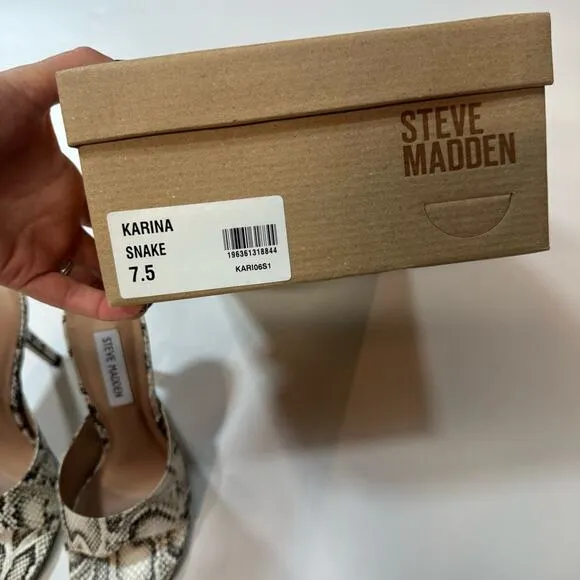 STEVE
MADDEN
KARINA
SNAKE
7.5
196361318844
KARI06S1
STEVE MADDEN